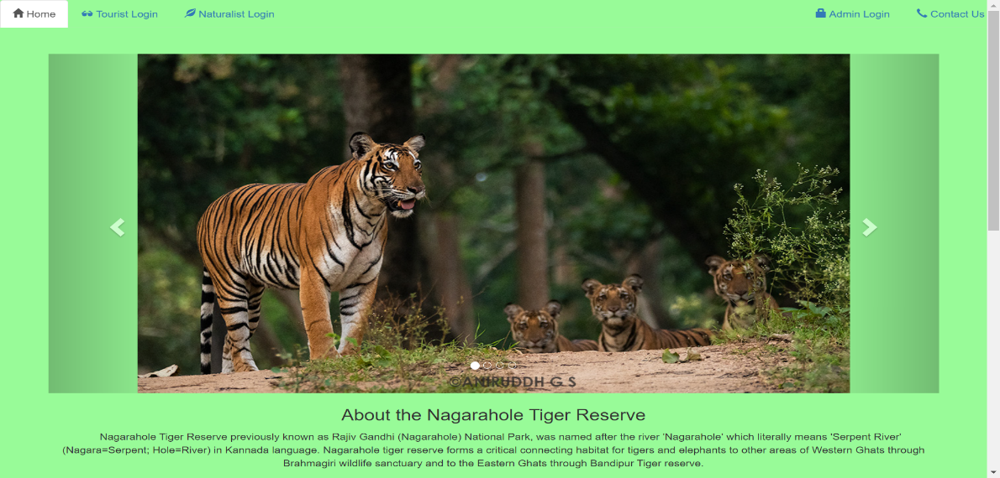 Home Tourist Login Naturalist Login Admin Login Contact Us
©ANIRUDDH G S
About the Nagarahole Tiger Reserve
Nagarahole Tiger Reserve previously known as Rajiv Gandhi (Nagarahole) National Park, was named after the river 'Nagarahole' which literally means 'Serpent River'
(Nagara=Serpent; Hole=River) in Kannada language. Nagarahole tiger reserve forms a critical connecting habitat for tigers and elephants to other areas of Western Ghats through
Brahmagiri wildlife sanctuary and to the Eastern Ghats through Bandipur Tiger reserve.